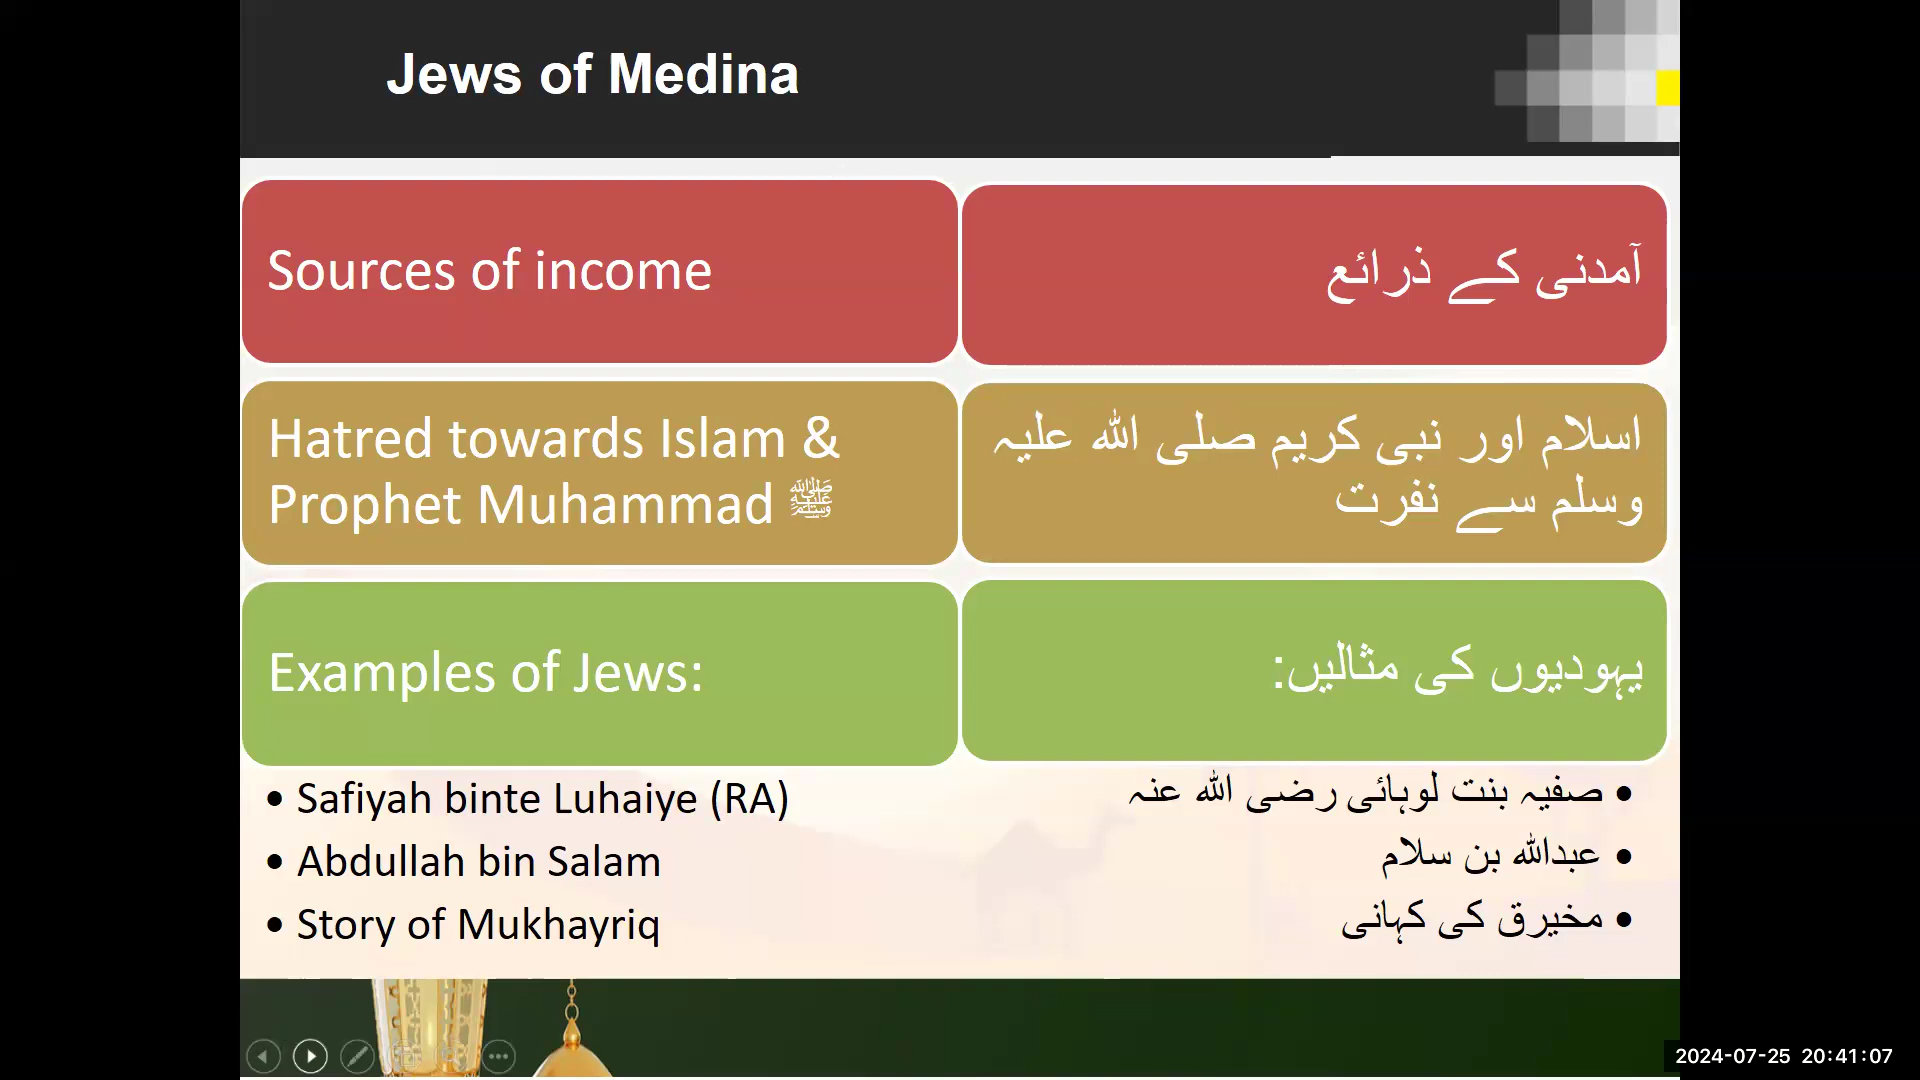 Jews of Medina
Sources of income
آمدنی کے ذرائع
Hatred towards Islam &
Prophet Muhammad ﷺ
اسلام اور نبی کریم صلی اللہ علیہ
وسلم سے نفرت
Examples of Jews:
یہودیوں کی مثالیں:
• Safiyah binte Luhaiye (RA)
• Abdullah bin Salam
• Story of Mukhayriq
• صفیہ بنت لوہائی رضی اللہ عنہ
• عبداللہ بن سلام
• مخیرق کی کہانی
2024-07-25 20:41:07